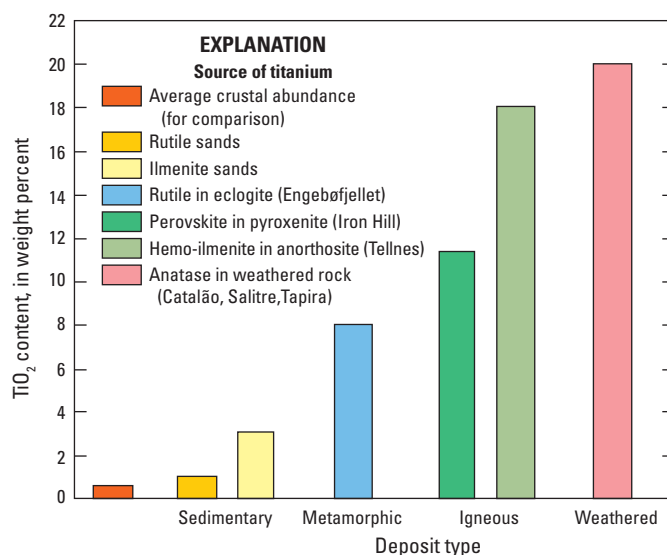 EXPLANATION
Source of titanium
Average crustal abundance
(for comparison)
Rutile sands
Ilmenite sands
Rutile in eclogite (Engebøfjellet)
Perovskite in pyroxenite (Iron Hill)
Hemo-ilmenite in anorthosite (Tellnes)
Anatase in weathered rock
(Catalão, Salitre,Tapira)
TiO₂ content, in weight percent
22
20
18
16
14
12
10
8
6
4
2
0
Sedimentary Metamorphic Igneous Weathered
Deposit type